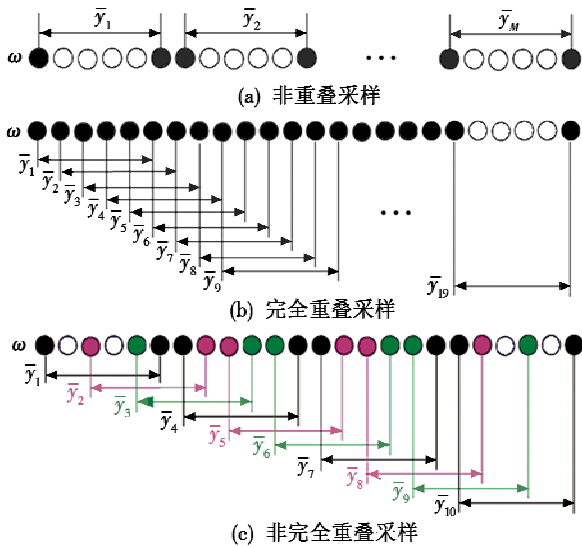 ȳ₁ ȳ₂ ȳ_M
ω ···
(a) 非重叠采样
ω
ȳ₁
ȳ₂
ȳ₃
ȳ₄
ȳ₅
ȳ₆
ȳ₇
ȳ₈
ȳ₉
···
ȳ₁₉
(b) 完全重叠采样
ω
ȳ₁
ȳ₂
ȳ₃
ȳ₄
ȳ₅
ȳ₆
ȳ₇
ȳ₈
ȳ₉
ȳ₁₀
(c) 非完全重叠采样